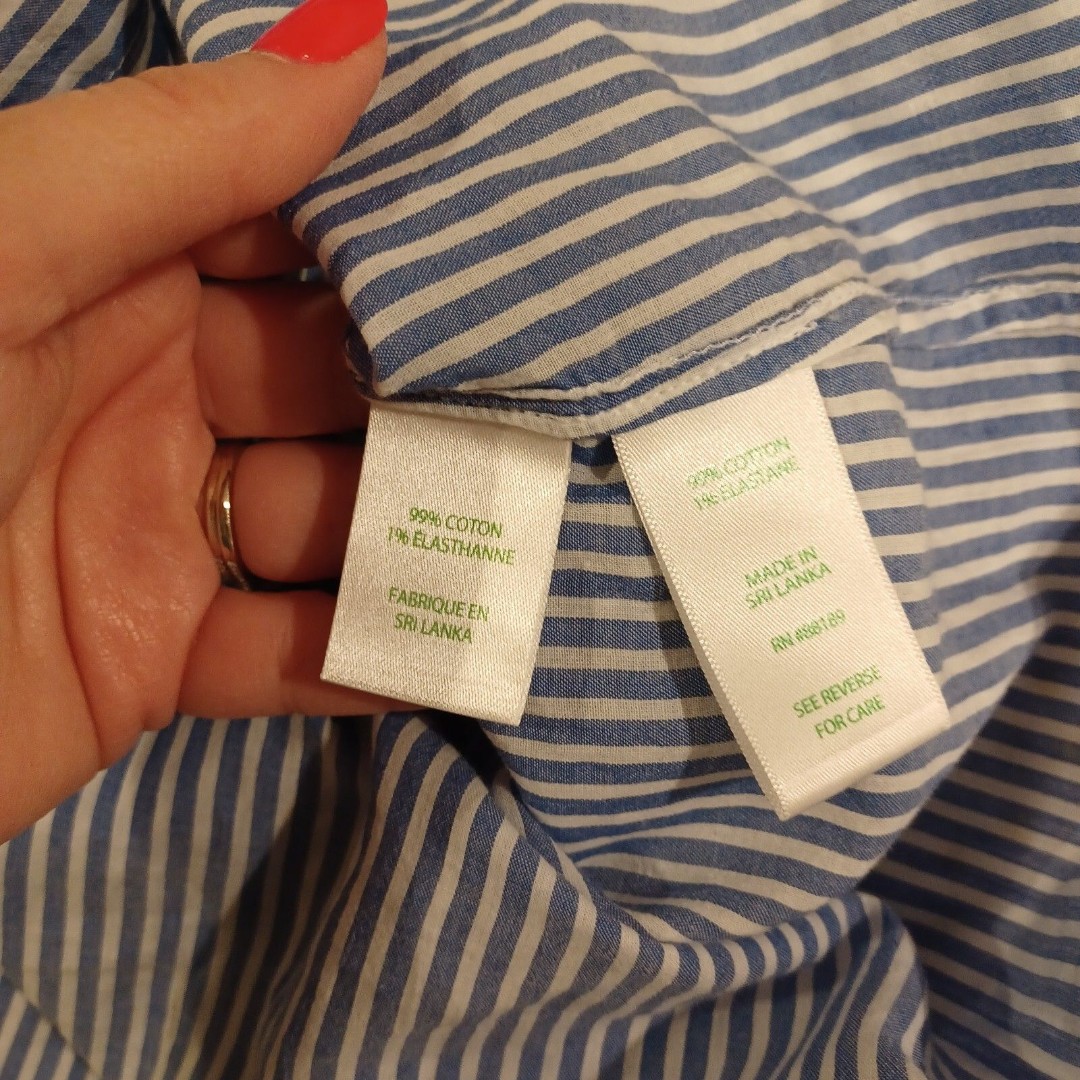 99% COTON
1% ÉLASTHANNE
FABRIQUE EN
SRI LANKA
99% COTTON
1% ELASTANE
MADE IN
SRI LANKA
RN #88189
SEE REVERSE
FOR CARE